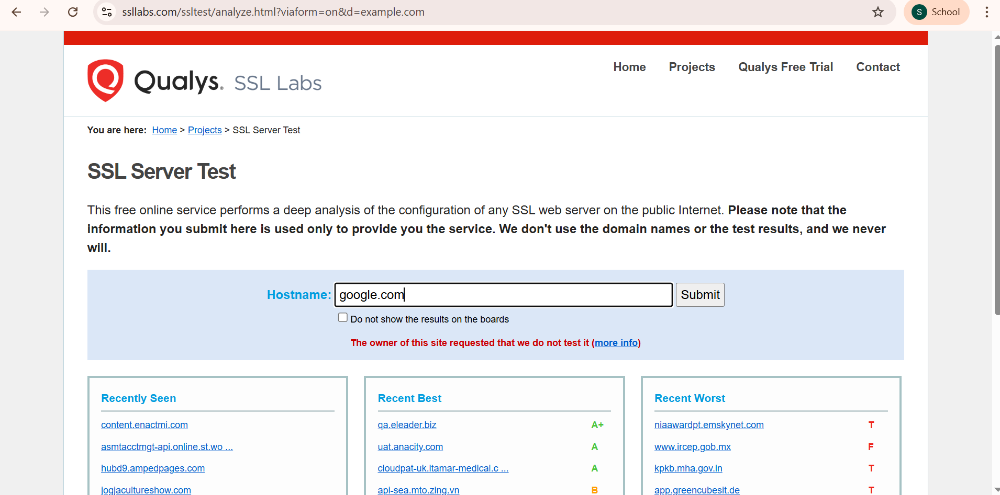 ssllabs.com/ssltest/analyze.html?viaform=on&d=example.com
S School
Qualys. SSL Labs
Home Projects Qualys Free Trial Contact
You are here: Home > Projects > SSL Server Test
SSL Server Test
This free online service performs a deep analysis of the configuration of any SSL web server on the public Internet. Please note that the
information you submit here is used only to provide you the service. We don't use the domain names or the test results, and we never
will.
Hostname: google.com Submit
Do not show the results on the boards
The owner of this site requested that we do not test it (more info)
Recently Seen
content.enactmi.com
asmtacctmgt-api.online.st.wo ...
hubd9.ampedpages.com
jogjacultureshow.com
Recent Best
qa.eleader.biz A+
uat.anacity.com A
cloudpat-uk.itamar-medical.c ... A
api-sea.mto.zing.vn B
Recent Worst
niaawardpt.emskynet.com T
www.ircep.gob.mx F
kpkb.mha.gov.in T
app.greencubesit.de T